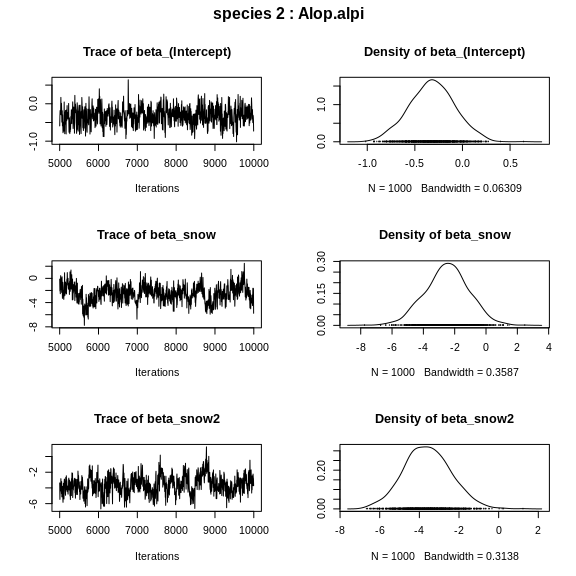 species 2 : Alop.alpi
Trace of beta_(Intercept)
0.0
-1.0
5000 6000 7000 8000 9000 10000
Iterations
Density of beta_(Intercept)
1.0
0.0
-1.0 -0.5 0.0 0.5
N = 1000 Bandwidth = 0.06309
Trace of beta_snow
0
-4
-8
5000 6000 7000 8000 9000 10000
Iterations
Density of beta_snow
0.30
0.15
0.00
-8 -6 -4 -2 0 2 4
N = 1000 Bandwidth = 0.3587
Trace of beta_snow2
-2
-6
5000 6000 7000 8000 9000 10000
Iterations
Density of beta_snow2
0.20
0.00
-8 -6 -4 -2 0 2
N = 1000 Bandwidth = 0.3138